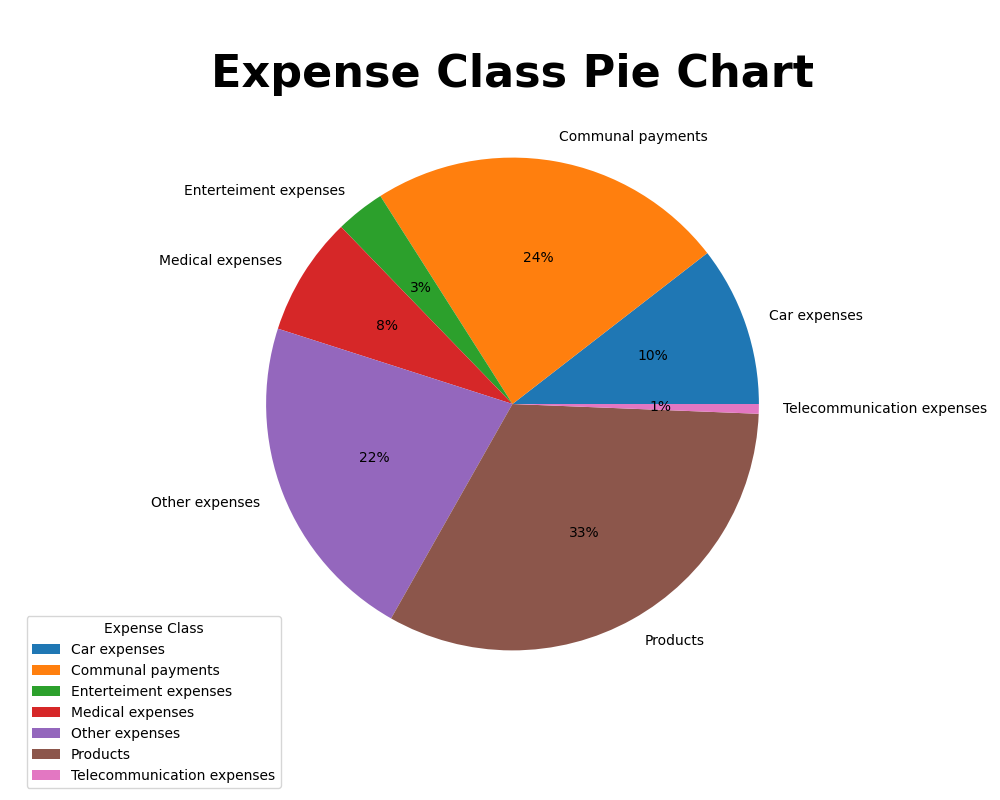 Expense Class Pie Chart
Communal payments
Enterteiment expenses
Medical expenses
Car expenses
24%
3%
8%
10%
1%
Telecommunication expenses
22%
Other expenses
33%
Products
Expense Class
Car expenses
Communal payments
Enterteiment expenses
Medical expenses
Other expenses
Products
Telecommunication expenses